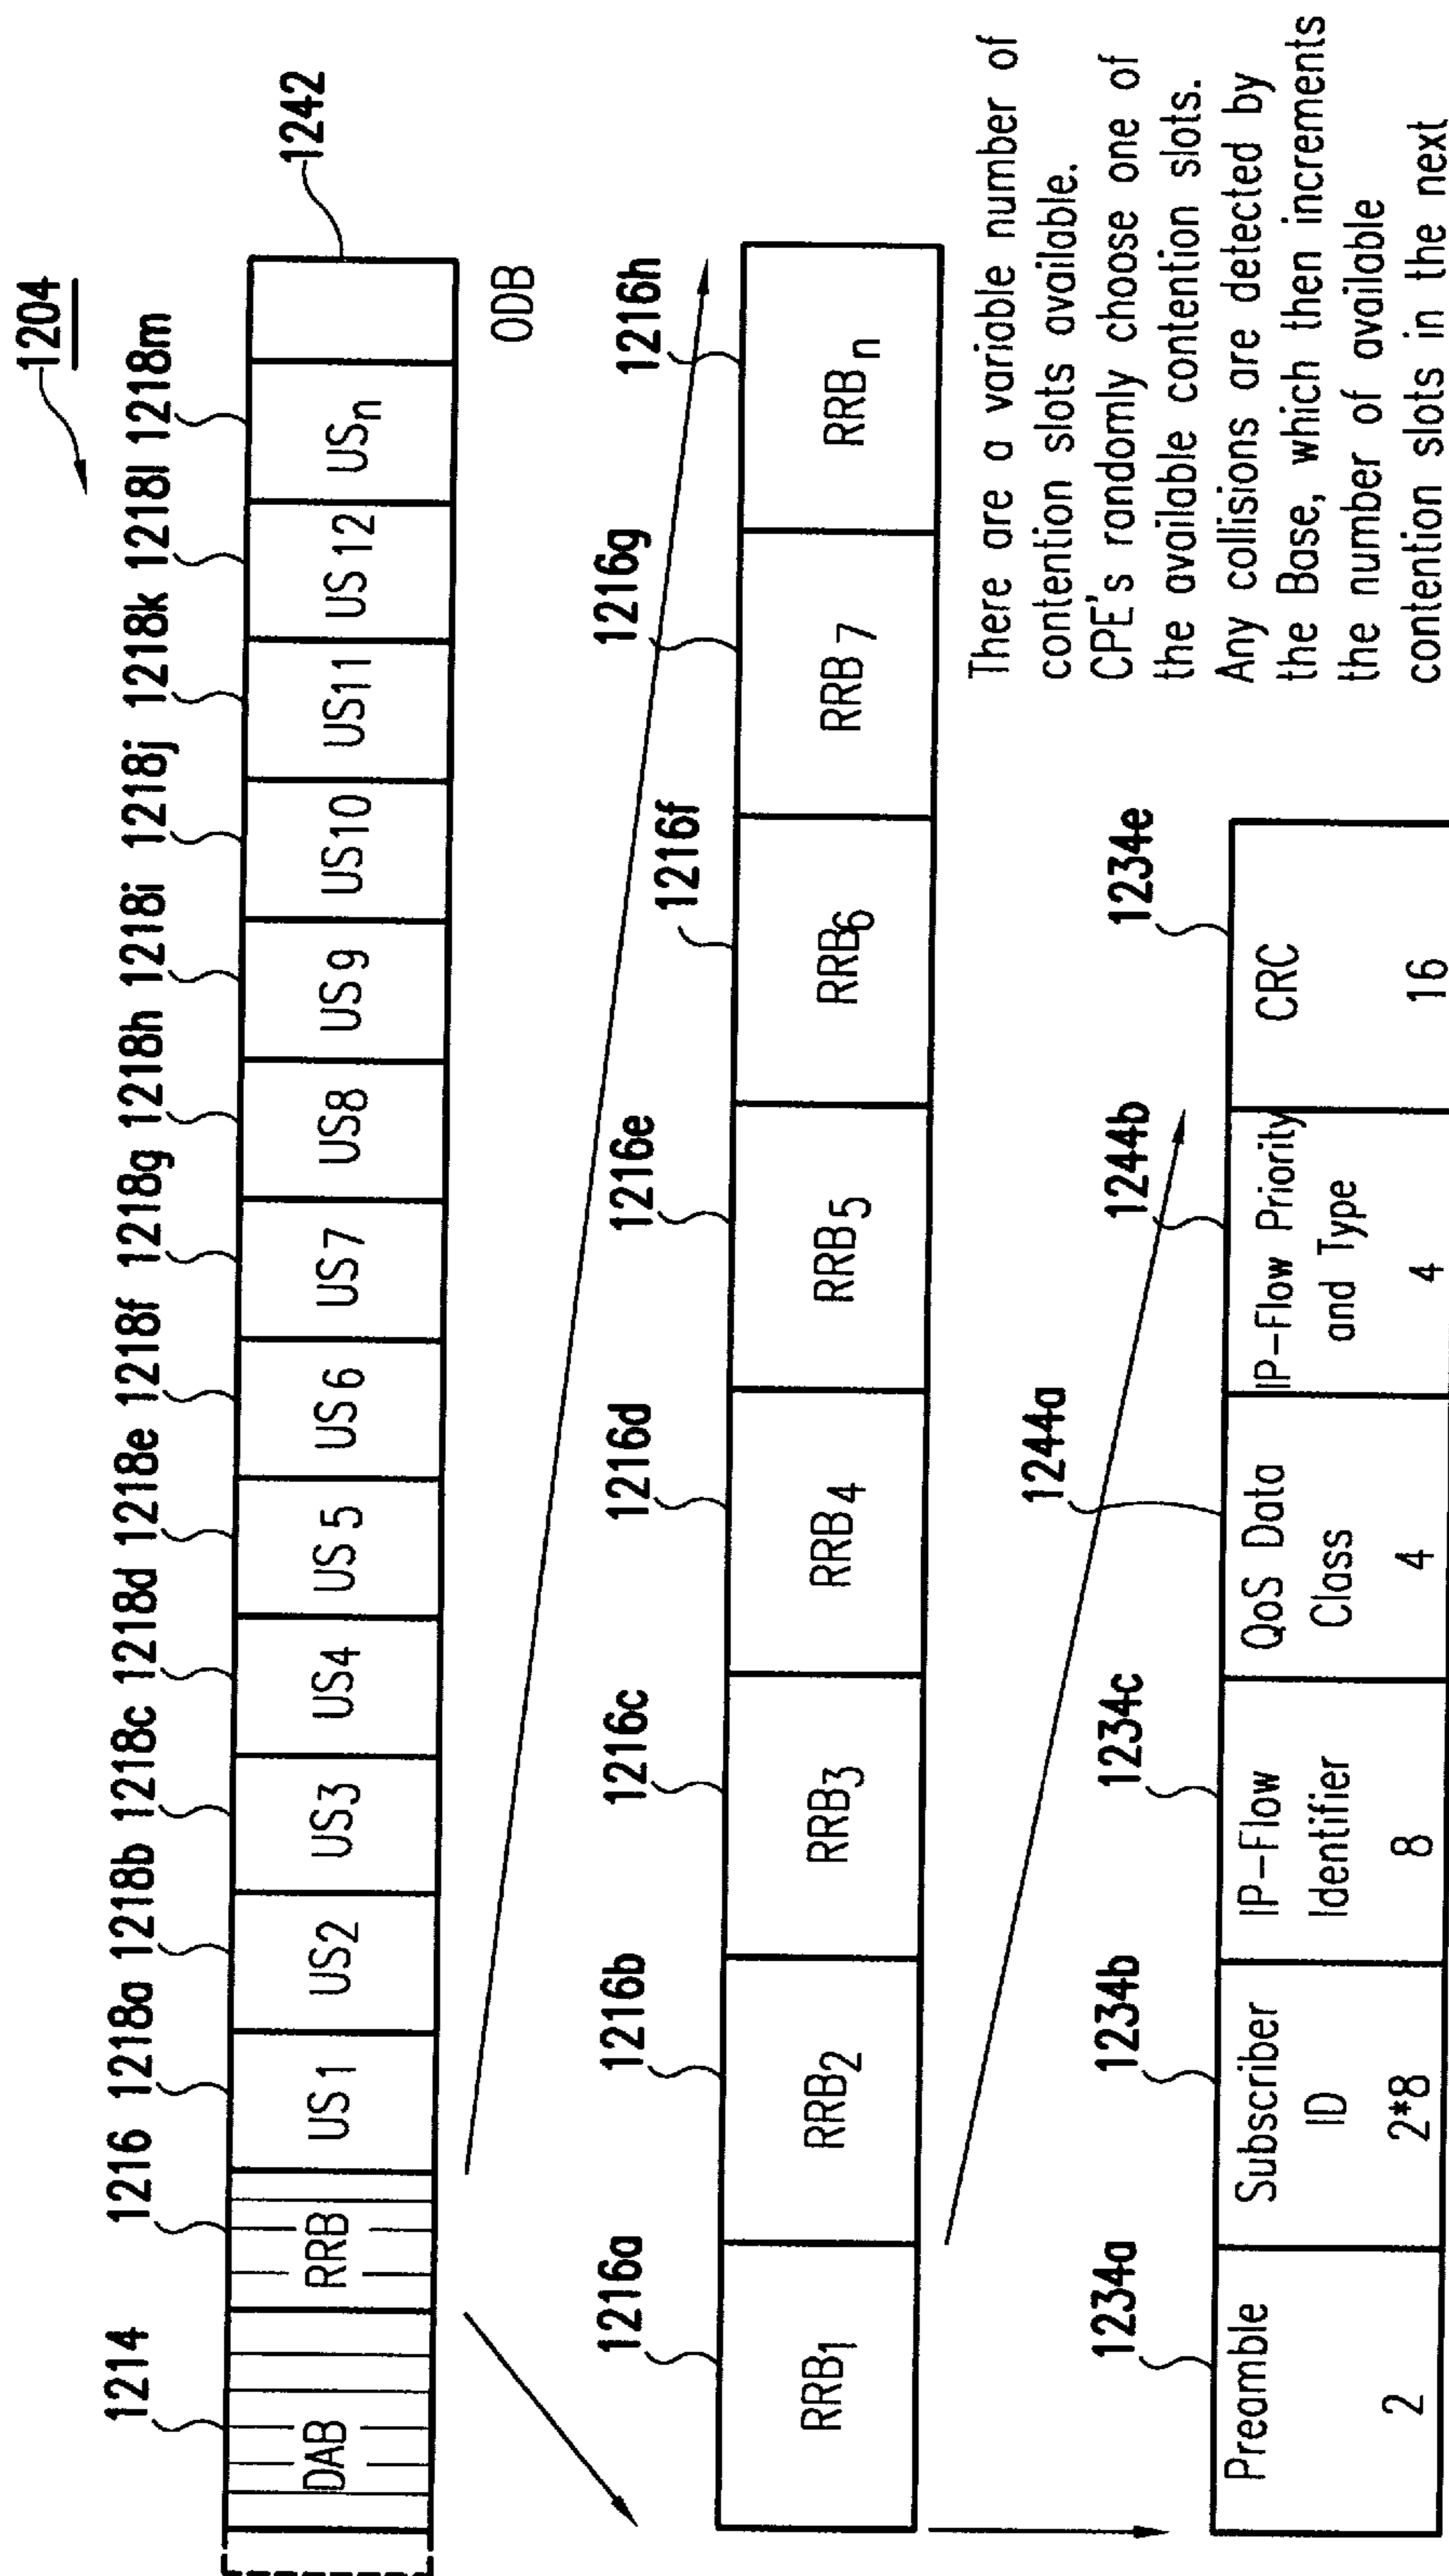 1204
1214
1216
1218a
1218b
1218c
1218d
1218e
1218f
1218g
1218h
1218i
1218j
1218k
1218l
1218m
1242
DAB
RRB
US1
US2
US3
US4
US5
US6
US7
US8
US9
US10
US11
US12
USn
ODB
1216a
1216b
1216c
1216d
1216e
1216f
1216g
1216h
RRB1
RRB2
RRB3
RRB4
RRB5
RRB6
RRB7
RRBn
There are a variable number of
contention slots available.
CPE's randomly choose one of
the available contention slots.
Any collisions are detected by
the Base, which then increments
the number of available
contention slots in the next
1234a
1234b
1234c
1244a
1244b
1234e
Preamble
2
Subscriber
ID
2*8
IP-Flow
Identifier
8
QoS Data
Class
4
IP-Flow Priority
and Type
4
CRC
16